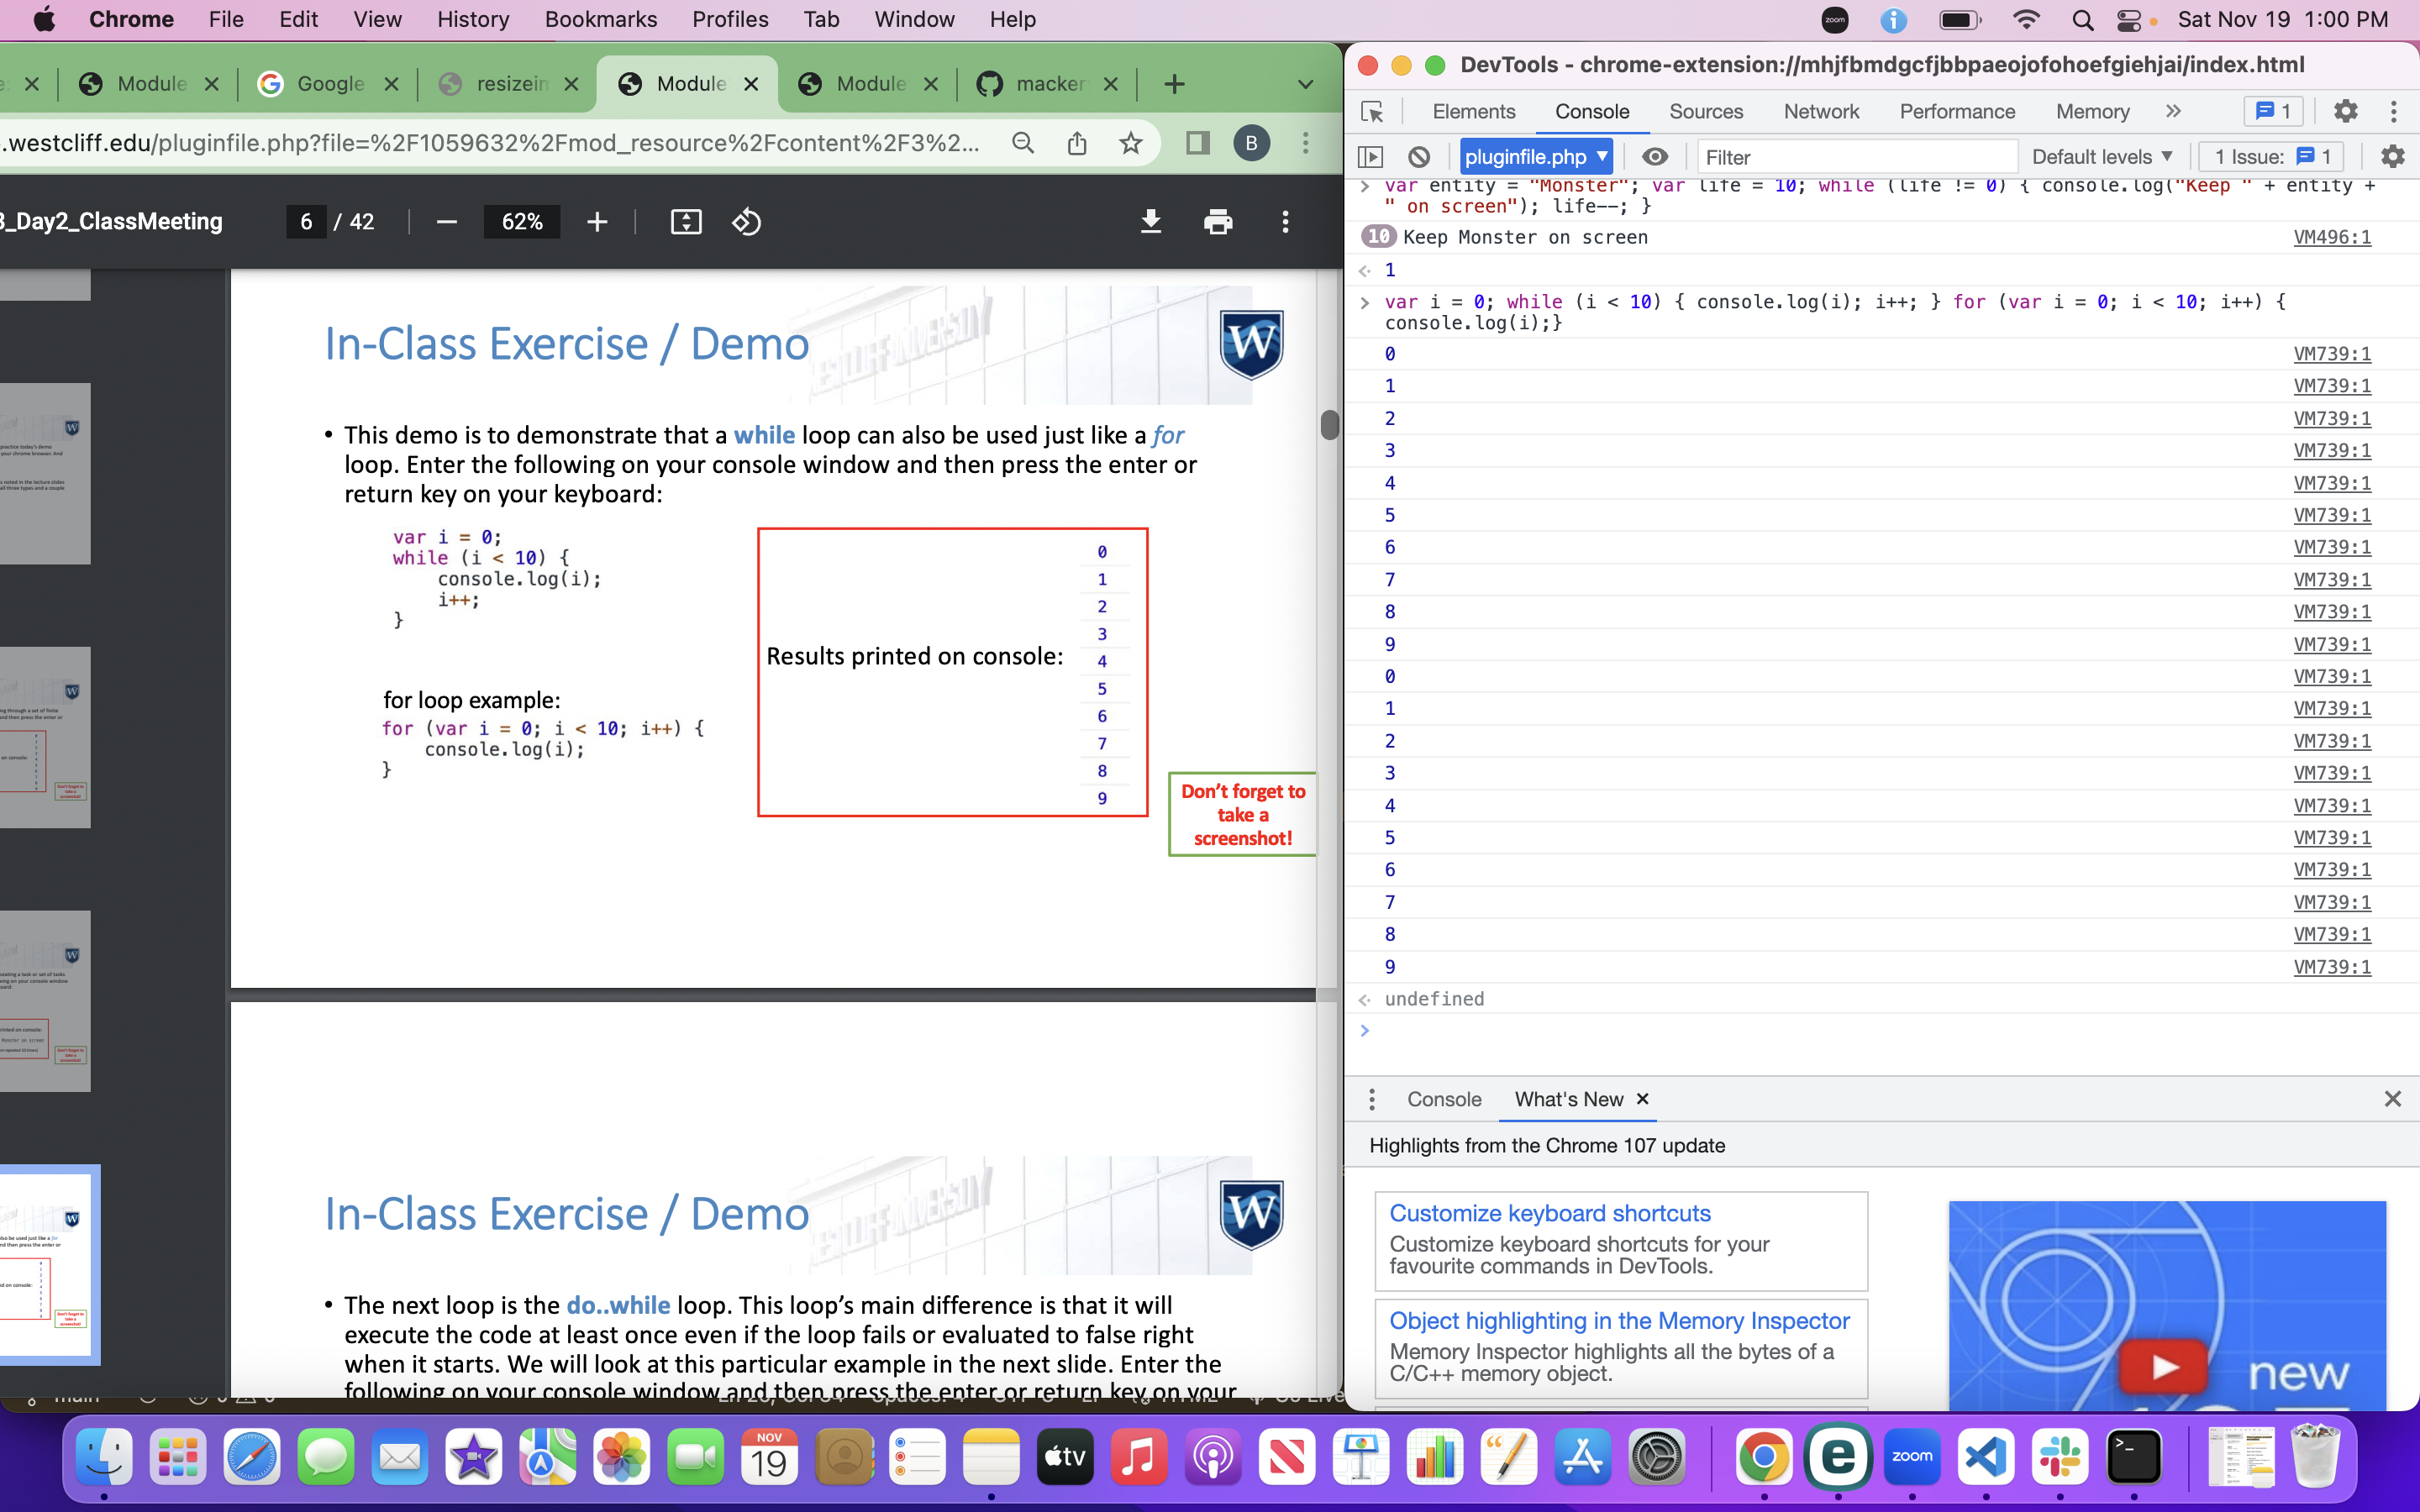 Chrome File Edit View History Bookmarks Profiles Tab Window Help zoom Sat Nov 19 1:00 PM
Module Google resizein Module Module macker
.westcliff.edu/pluginfile.php?file=%2F1059632%2Fmod_resource%2Fcontent%2F3%2... B
3_Day2_ClassMeeting 6 / 42 62%
In-Class Exercise / Demo
W
• This demo is to demonstrate that a while loop can also be used just like a for
loop. Enter the following on your console window and then press the enter or
return key on your keyboard:
var i = 0;
while (i < 10) {
console.log(i);
i++;
}
for loop example:
for (var i = 0; i < 10; i++) {
console.log(i);
}
Results printed on console:
0
1
2
3
4
5
6
7
8
9
Don't forget to
take a
screenshot!
In-Class Exercise / Demo
W
• The next loop is the do..while loop. This loop's main difference is that it will
execute the code at least once even if the loop fails or evaluated to false right
when it starts. We will look at this particular example in the next slide. Enter the
following on your console window and then press the enter or return key on your
DevTools - chrome-extension://mhjfbmdgcfjbbpaeojofohoefgiehjai/index.html
Elements Console Sources Network Performance Memory 1
pluginfile.php Filter Default levels 1 Issue: 1
var entity = "Monster"; var life = 10; while (life != 0) { console.log("Keep " + entity +
" on screen"); life--; }
10 Keep Monster on screen VM496:1
1
var i = 0; while (i < 10) { console.log(i); i++; } for (var i = 0; i < 10; i++) {
console.log(i);}
0 VM739:1
1 VM739:1
2 VM739:1
3 VM739:1
4 VM739:1
5 VM739:1
6 VM739:1
7 VM739:1
8 VM739:1
9 VM739:1
0 VM739:1
1 VM739:1
2 VM739:1
3 VM739:1
4 VM739:1
5 VM739:1
6 VM739:1
7 VM739:1
8 VM739:1
9 VM739:1
undefined
Console What's New
Highlights from the Chrome 107 update
Customize keyboard shortcuts
Customize keyboard shortcuts for your
favourite commands in DevTools.
Object highlighting in the Memory Inspector
Memory Inspector highlights all the bytes of a
C/C++ memory object.
new
NOV
19
tv
zoom